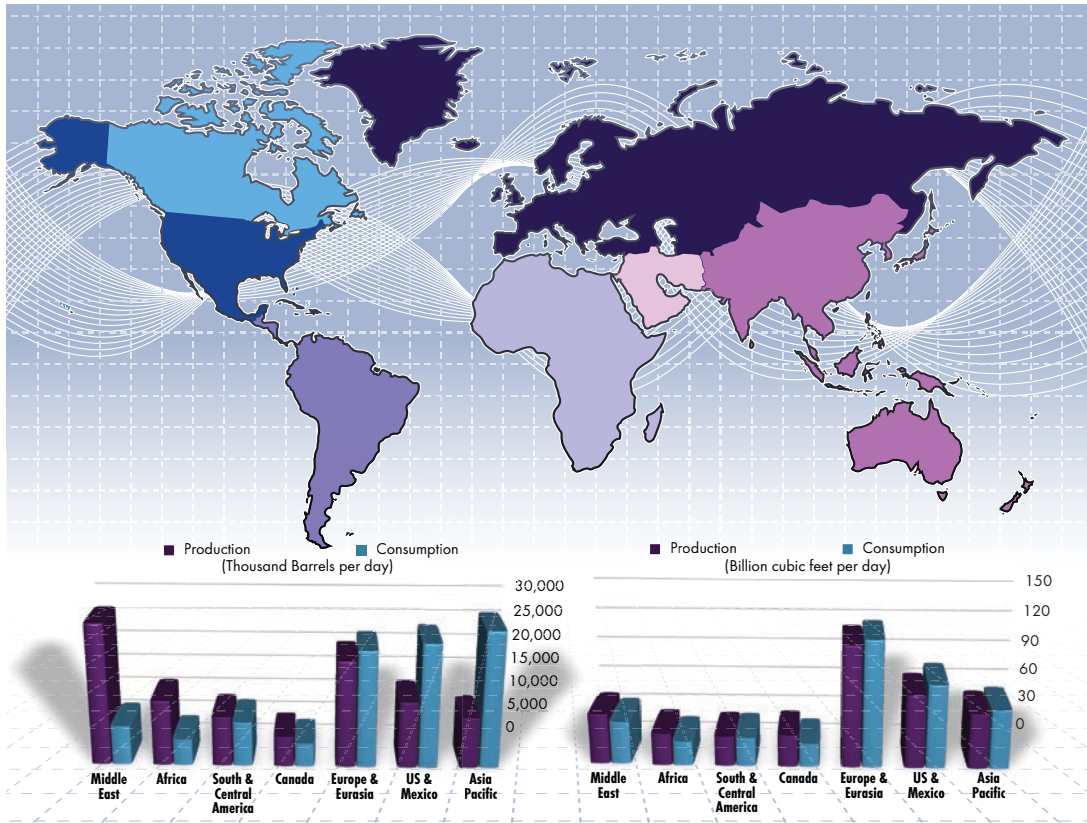 Production
Consumption
(Thousand Barrels per day)
30,000
25,000
20,000
15,000
10,000
5,000
0
Middle
East
Africa
South &
Central
America
Canada
Europe &
Eurasia
US &
Mexico
Asia
Pacific
Production
Consumption
(Billion cubic feet per day)
150
120
90
60
30
0
Middle
East
Africa
South &
Central
America
Canada
Europe &
Eurasia
US &
Mexico
Asia
Pacific